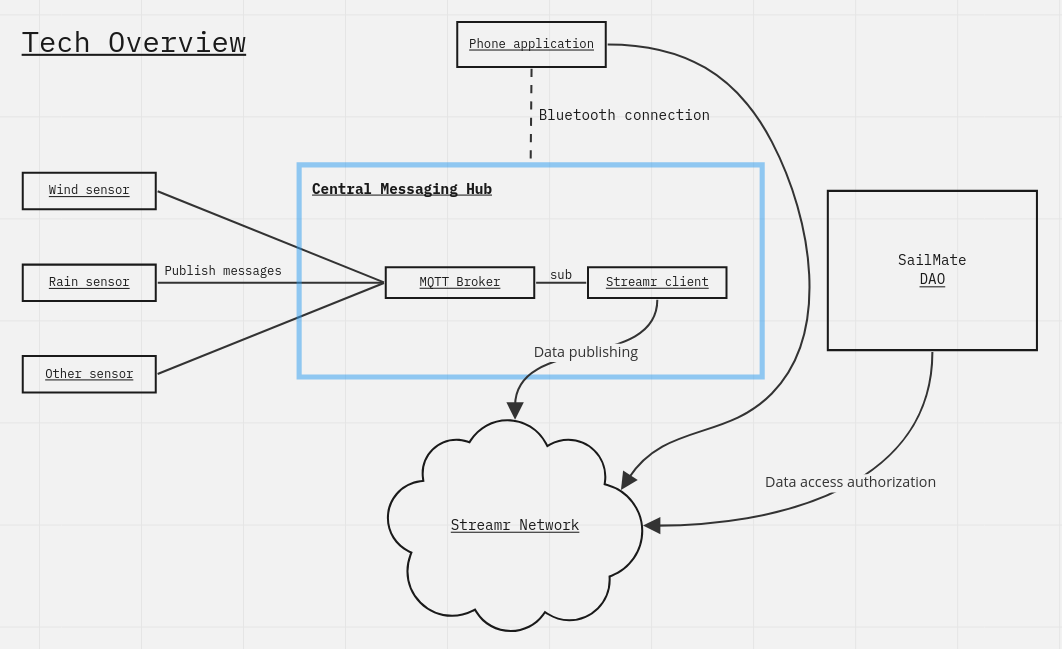 Tech Overview
Phone application
Bluetooth connection
Central Messaging Hub
Wind sensor
Rain sensor
Other sensor
Publish messages
MQTT Broker
sub
Streamr client
Data publishing
SailMate
DAO
Data access authorization
Streamr Network